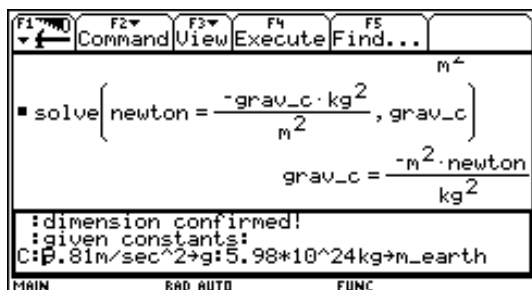 F1 F2 F3 F4 F5
Command View Execute Find...
m²
▪ solve(newton = ⁻grav_c·kg² / m², grav_c)
grav_c = ⁻m²·newton / kg²
:dimension confirmed!
:given constants:
C:9.81m/sec^2→g:5.98*10^24kg→m_earth
MAIN RAD AUTO FUNC